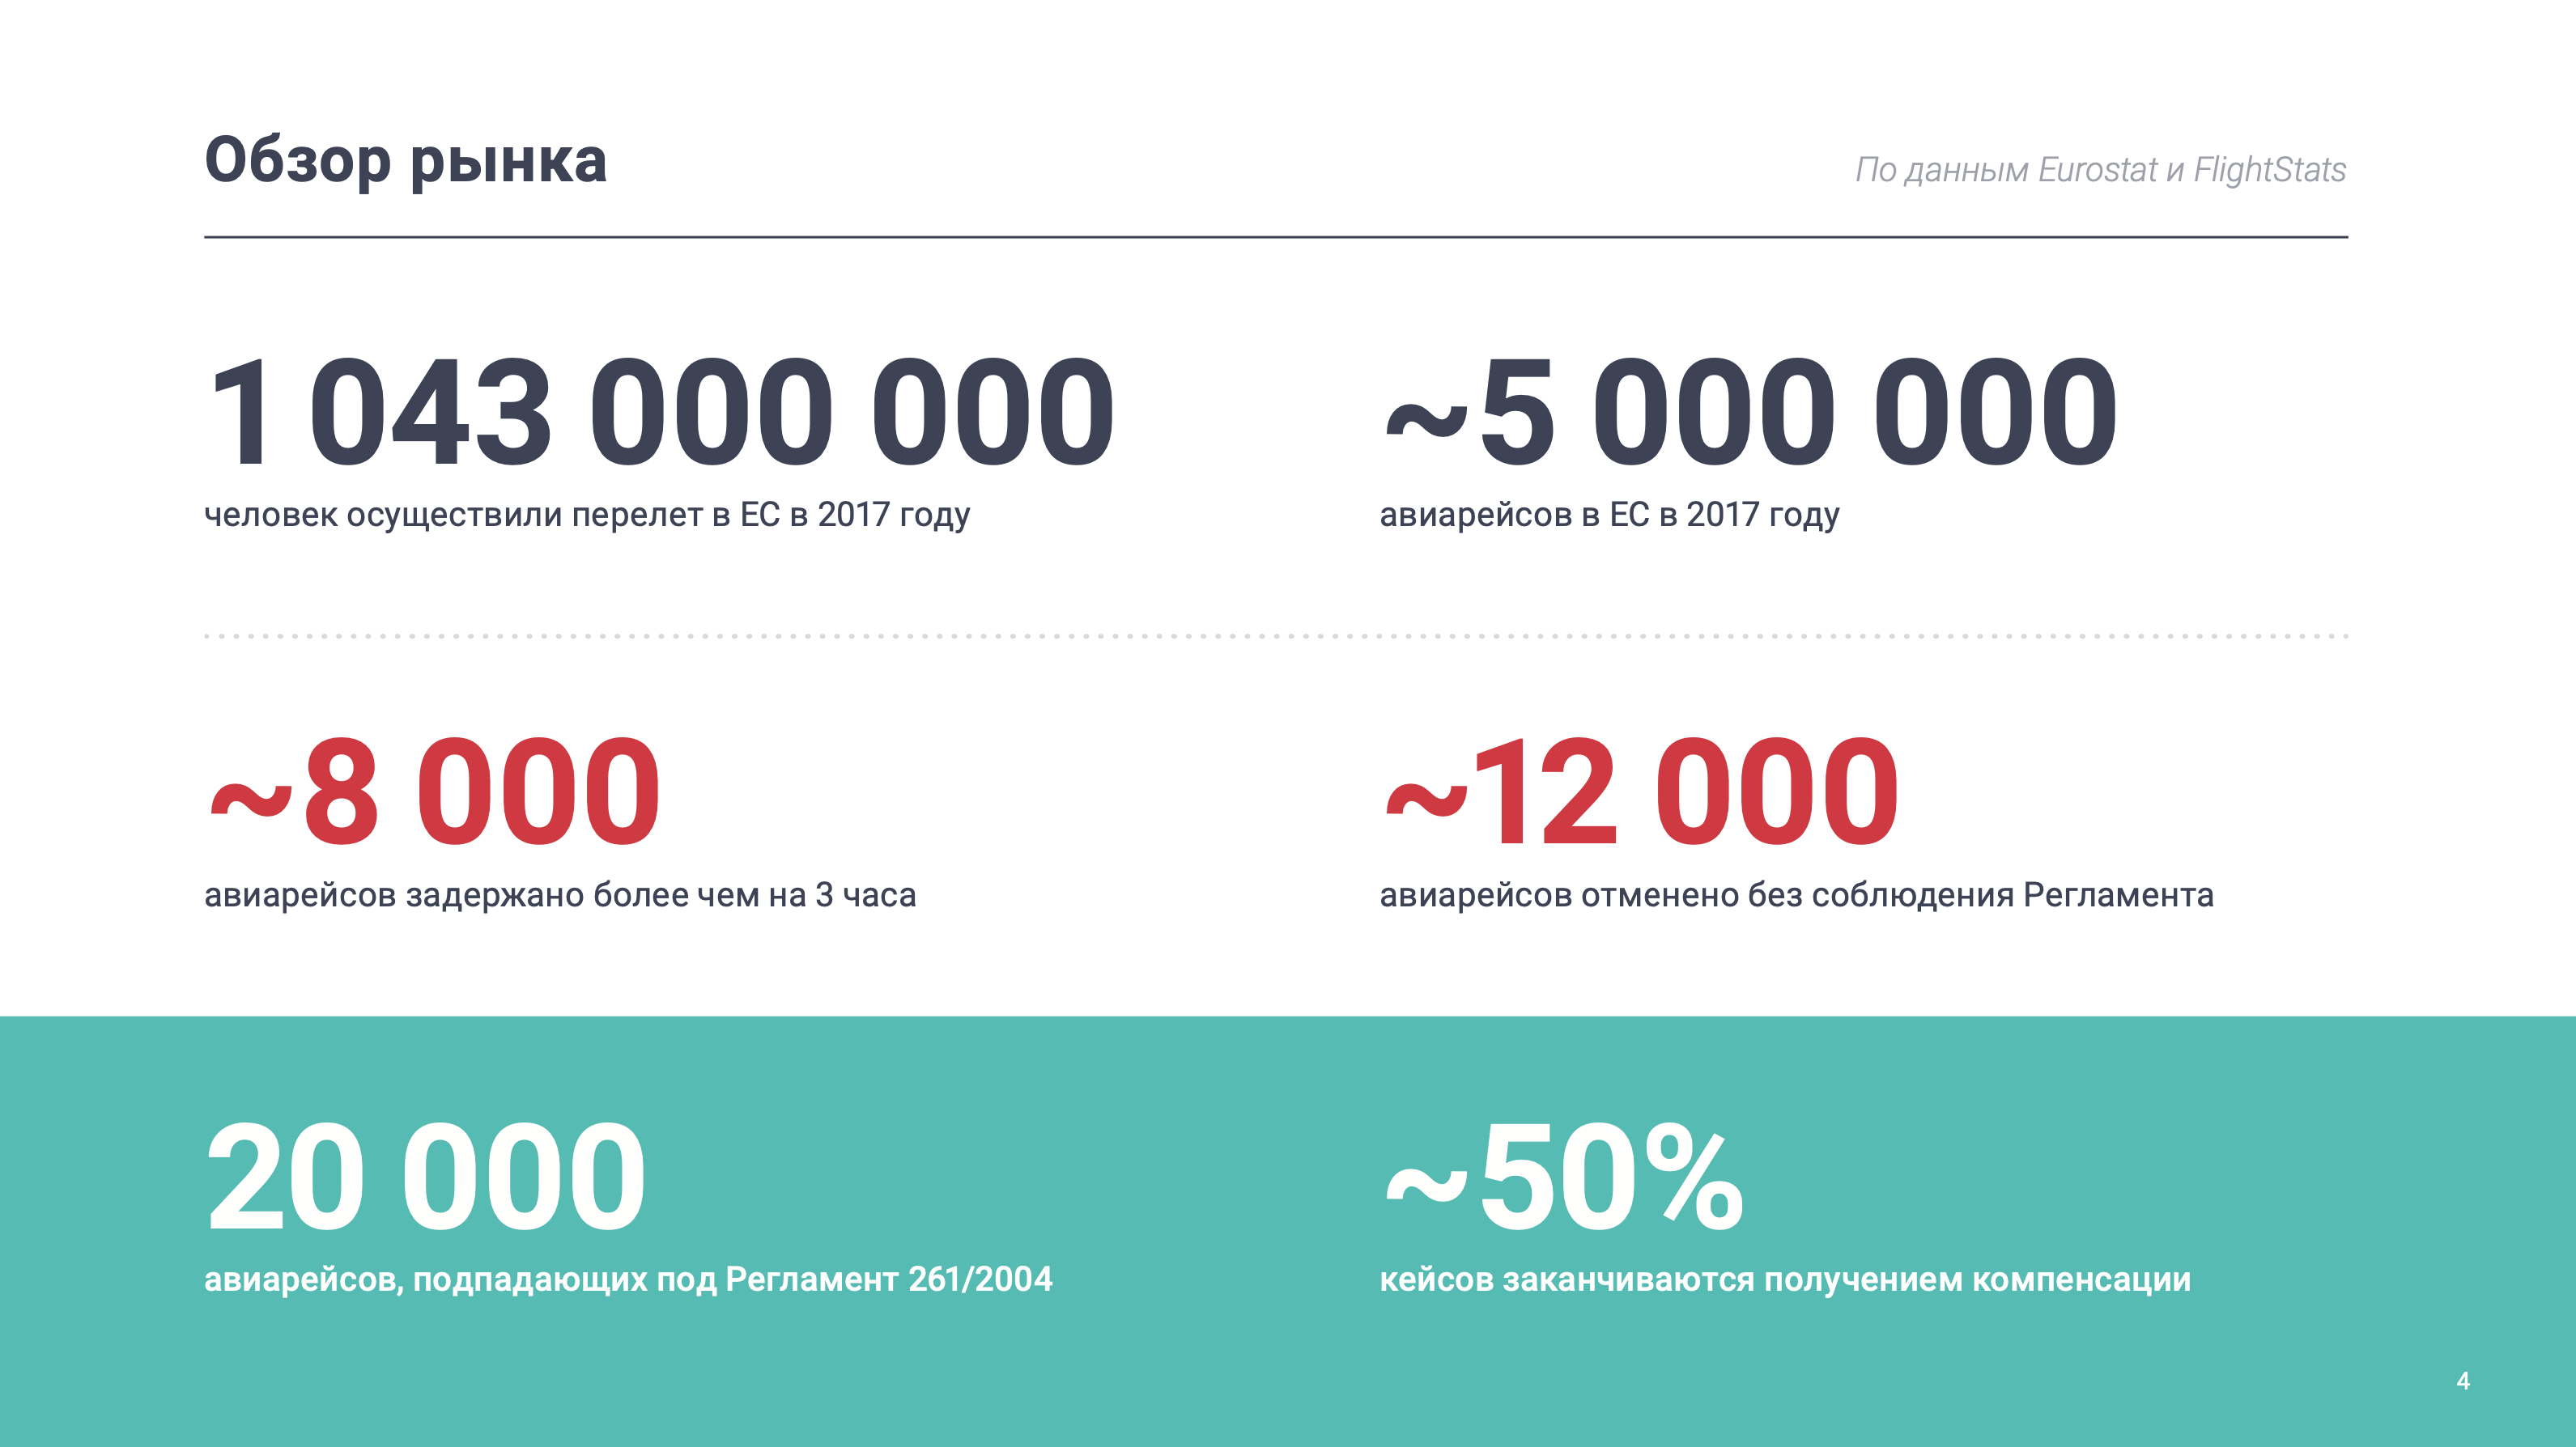 Обзор рынка
По данным Eurostat и FlightStats
1 043 000 000
человек осуществили перелет в ЕС в 2017 году
~5 000 000
авиарейсов в ЕС в 2017 году
~8 000
авиарейсов задержано более чем на 3 часа
~12 000
авиарейсов отменено без соблюдения Регламента
20 000
авиарейсов, подпадающих под Регламент 261/2004
~50%
кейсов заканчиваются получением компенсации
4